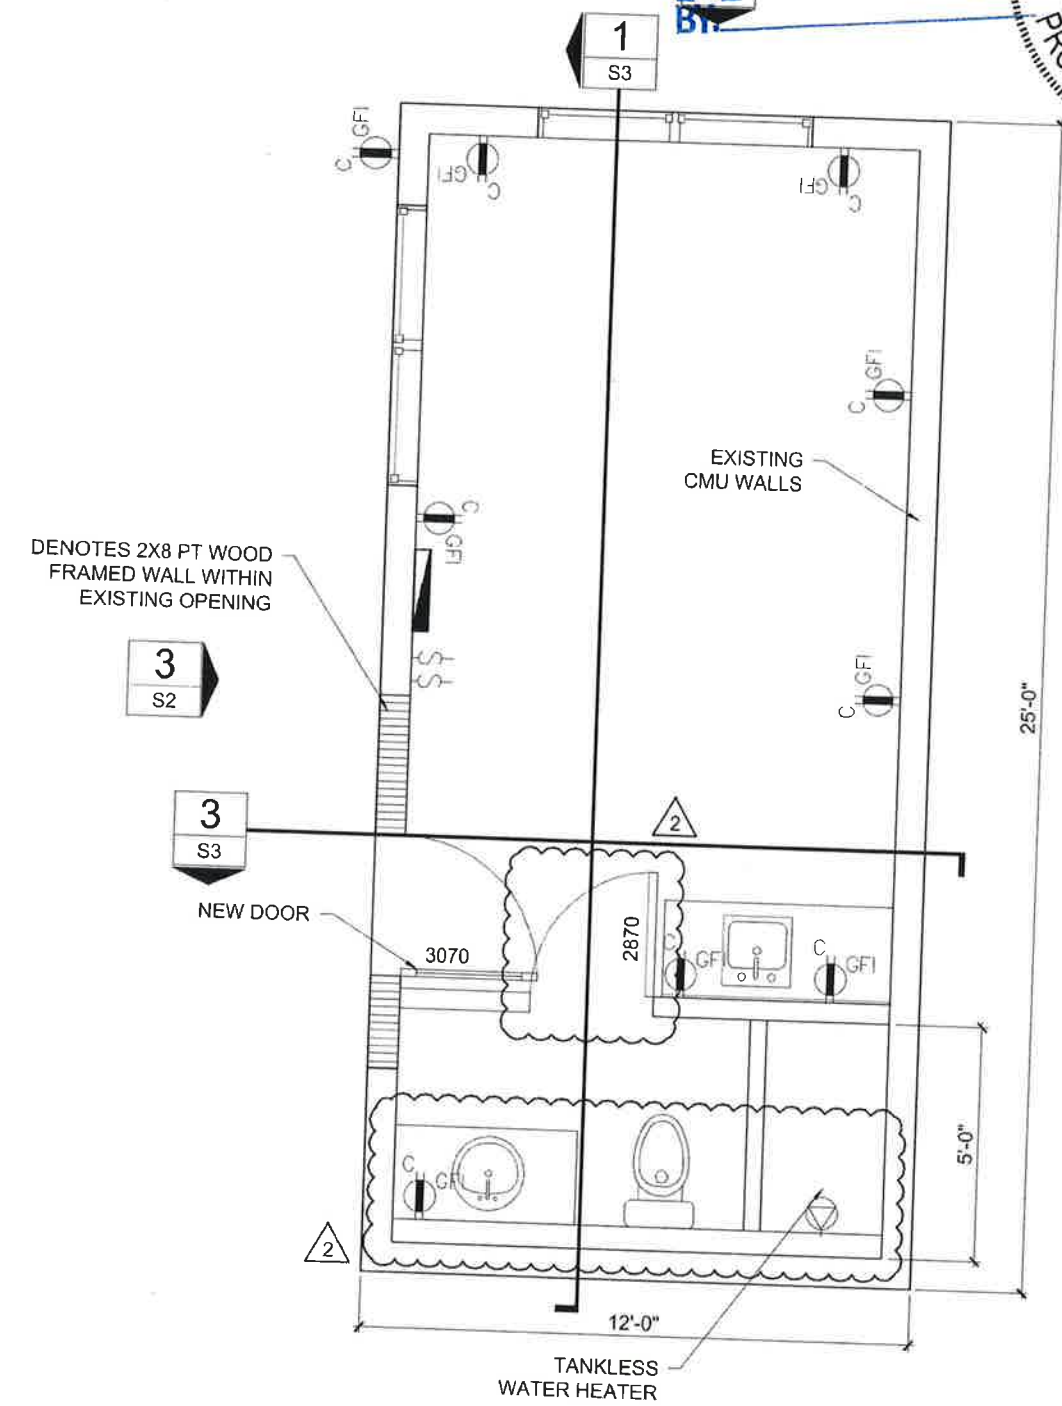 BY:
1
S3
C GFI
GFI C
GFI C
C GFI
EXISTING
CMU WALLS
C GFI
DENOTES 2X8 PT WOOD
FRAMED WALL WITHIN
EXISTING OPENING
S
S
3
S2
C GFI
25'-0"
3
S3
2
NEW DOOR
3070
2870
C GFI
C GFI
5'-0"
C GFI
2
12'-0"
TANKLESS
WATER HEATER